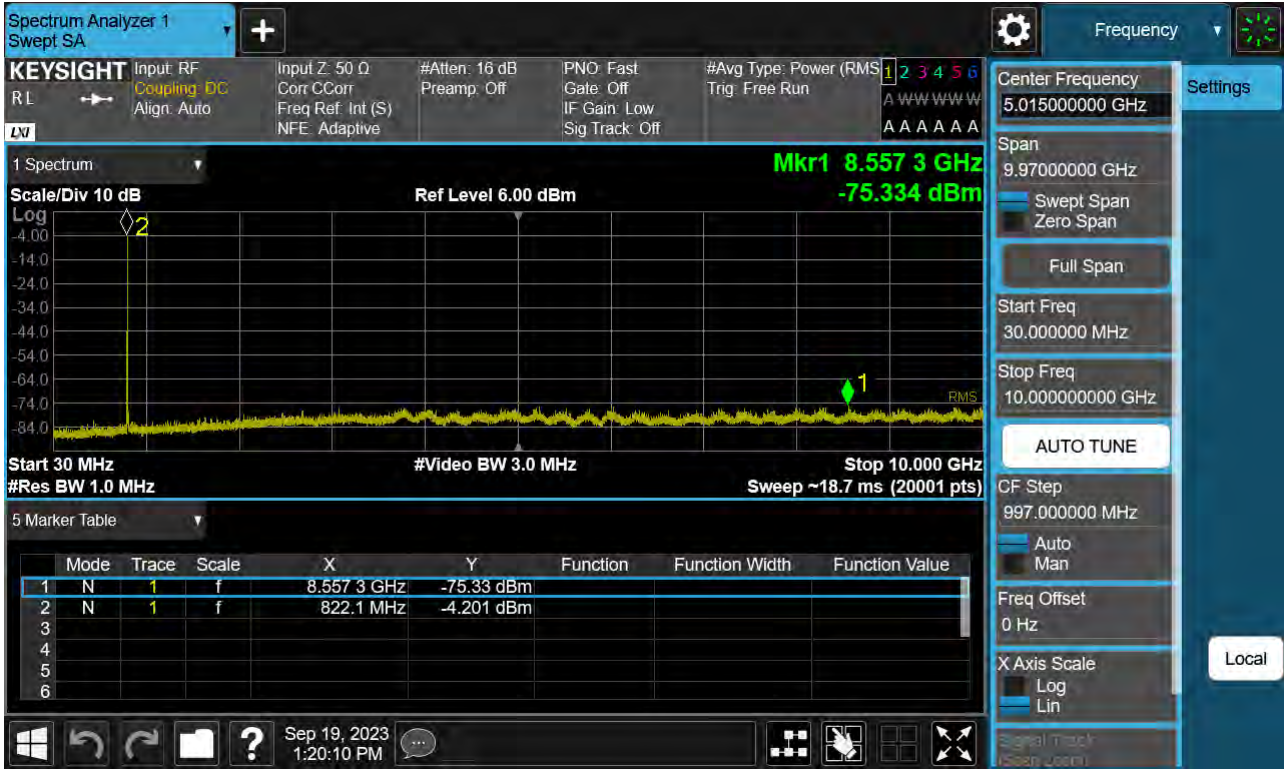 Spectrum Analyzer 1
Swept SA
Frequency
KEYSIGHT
RL
LXI
Input: RF
Coupling: DC
Align: Auto
Input Z: 50 Ω
Corr CCorr
Freq Ref: Int (S)
NFE: Adaptive
#Atten: 16 dB
Preamp: Off
PNO: Fast
Gate: Off
IF Gain: Low
Sig Track: Off
#Avg Type: Power (RMS
Trig: Free Run
1 2 3 4 5 6
A W W W W W
A A A A A A
1 Spectrum
Scale/Div 10 dB
Ref Level 6.00 dBm
Mkr1 8.557 3 GHz
-75.334 dBm
Log
-4.00
-14.0
-24.0
-34.0
-44.0
-54.0
-64.0
-74.0
-84.0
2
1
RMS
Start 30 MHz
#Video BW 3.0 MHz
Stop 10.000 GHz
#Res BW 1.0 MHz
Sweep ~18.7 ms (20001 pts)
5 Marker Table
Mode Trace Scale X Y Function Function Width Function Value
1 N 1 f 8.557 3 GHz -75.33 dBm
2 N 1 f 822.1 MHz -4.201 dBm
3
4
5
6
Sep 19, 2023
1:20:10 PM
Center Frequency
5.015000000 GHz
Span
9.97000000 GHz
Swept Span
Zero Span
Full Span
Start Freq
30.000000 MHz
Stop Freq
10.000000000 GHz
AUTO TUNE
CF Step
997.000000 MHz
Auto
Man
Freq Offset
0 Hz
X Axis Scale
Log
Lin
Signal Track
(Span Zoom)
Settings
Local